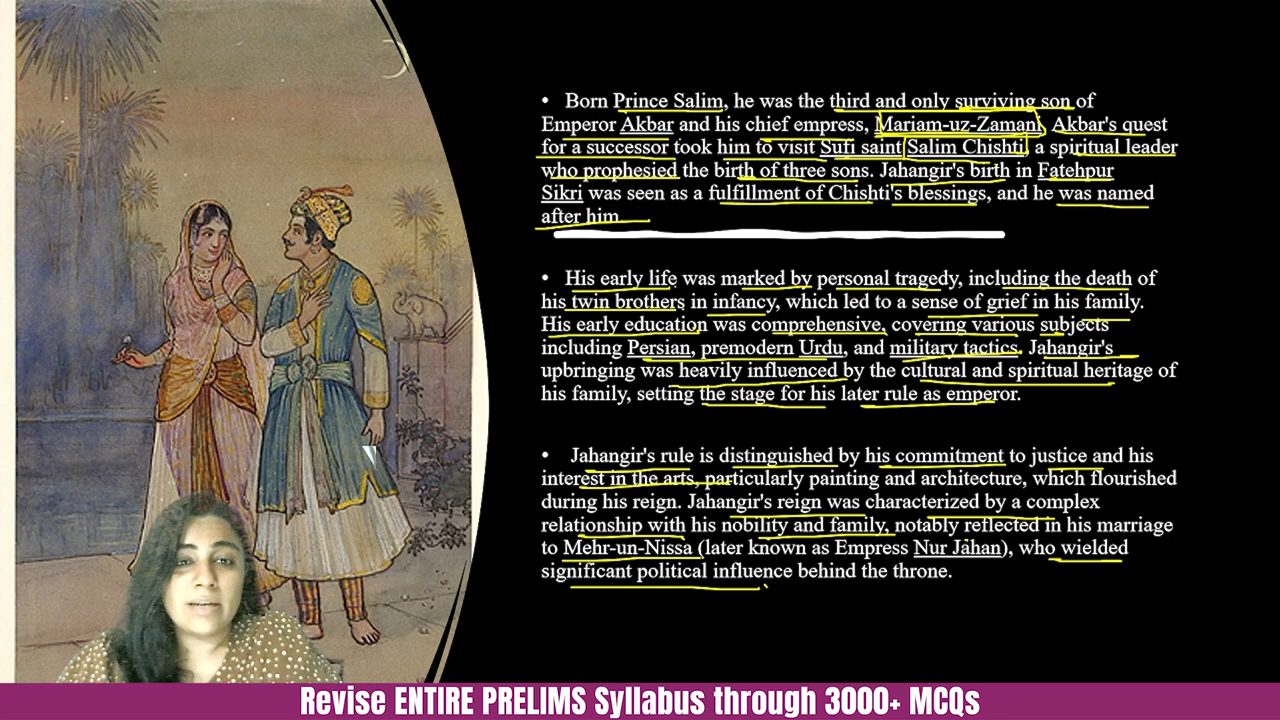 • Born Prince Salim, he was the third and only surviving son of
Emperor Akbar and his chief empress, Mariam-uz-Zamani. Akbar's quest
for a successor took him to visit Sufi saint Salim Chishti, a spiritual leader
who prophesied the birth of three sons. Jahangir's birth in Fatehpur
Sikri was seen as a fulfillment of Chishti's blessings, and he was named
after him.
• His early life was marked by personal tragedy, including the death of
his twin brothers in infancy, which led to a sense of grief in his family.
His early education was comprehensive, covering various subjects
including Persian, premodern Urdu, and military tactics. Jahangir's
upbringing was heavily influenced by the cultural and spiritual heritage of
his family, setting the stage for his later rule as emperor.
• Jahangir's rule is distinguished by his commitment to justice and his
interest in the arts, particularly painting and architecture, which flourished
during his reign. Jahangir's reign was characterized by a complex
relationship with his nobility and family, notably reflected in his marriage
to Mehr-un-Nissa (later known as Empress Nur Jahan), who wielded
significant political influence behind the throne.
Revise ENTIRE PRELIMS Syllabus through 3000+ MCQs